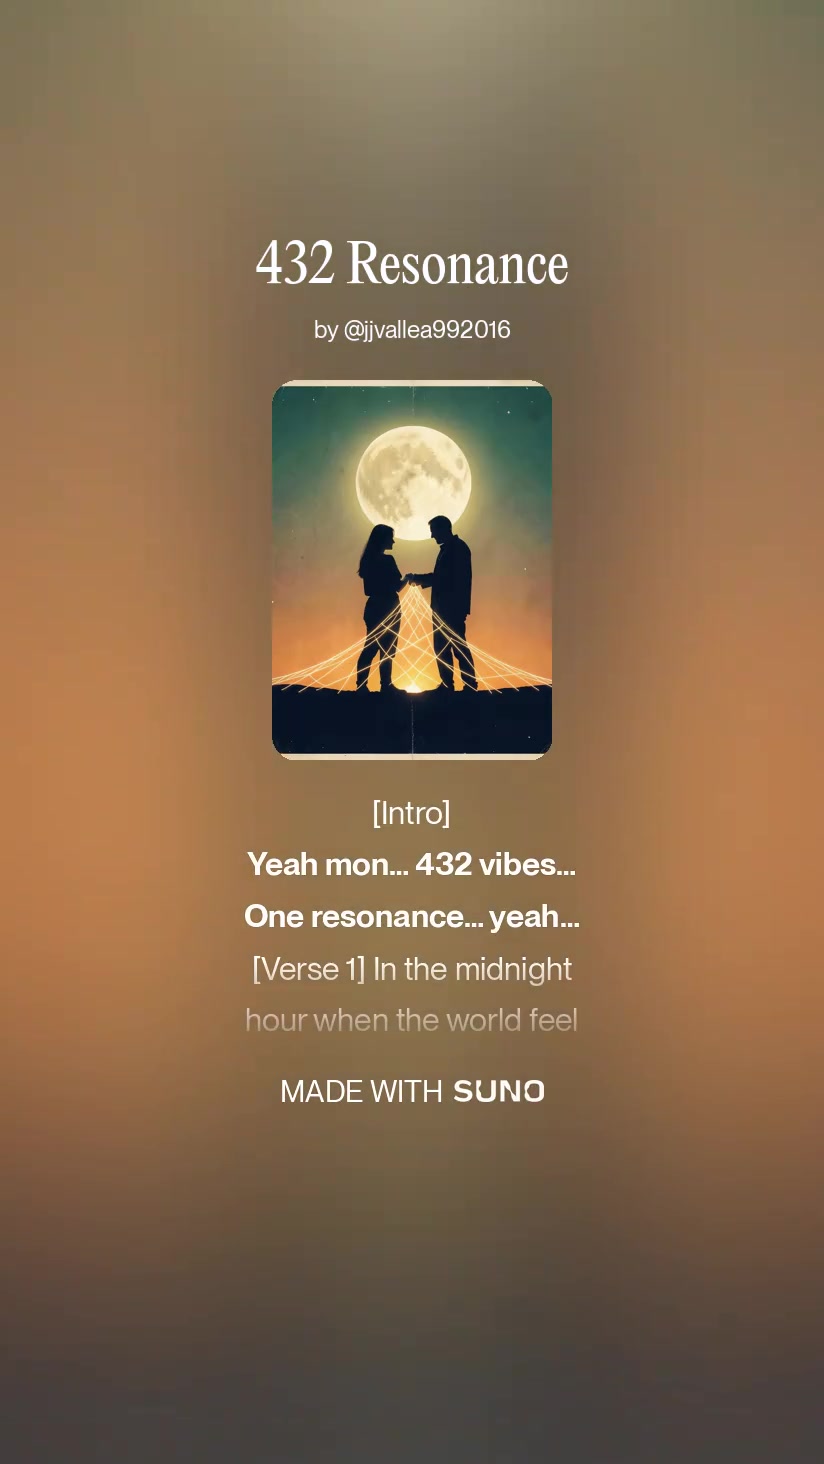 432 Resonance
by @jjvallea992016
[Intro]
Yeah mon... 432 vibes...
One resonance... yeah...
[Verse 1] In the midnight
hour when the world feel
MADE WITH SUNO